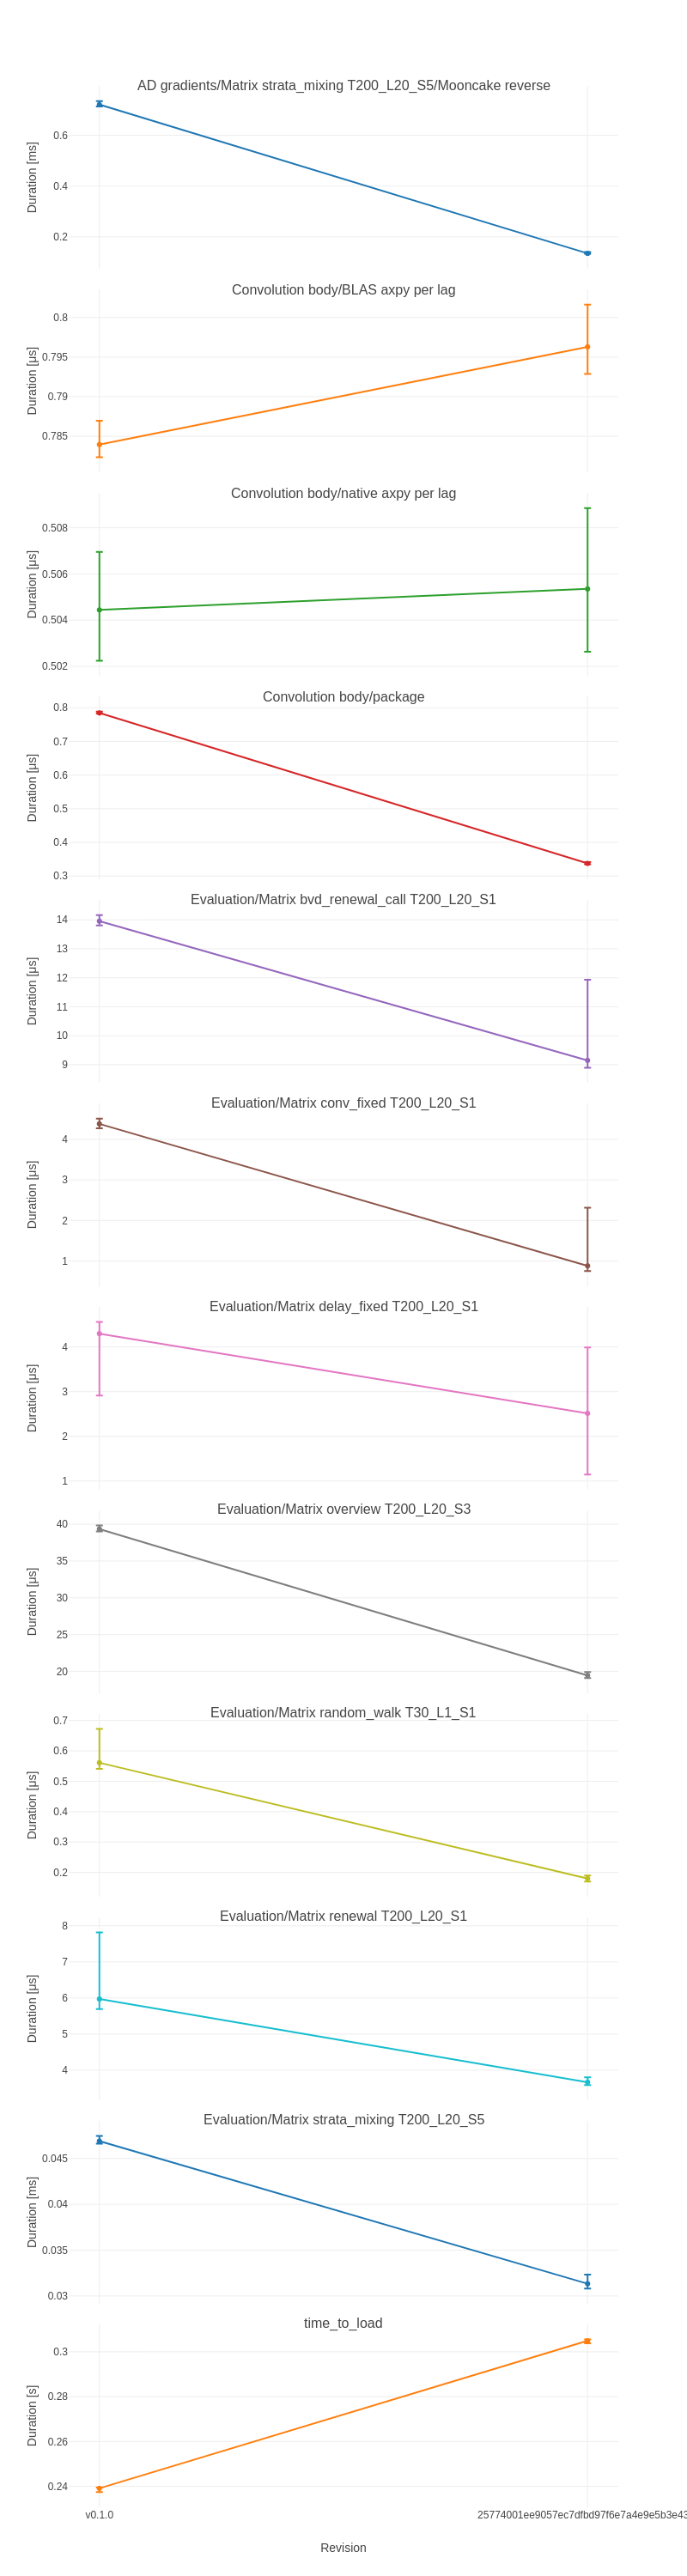 AD gradients/Matrix strata_mixing T200_L20_S5/Mooncake reverse
Duration [ms]
0.6
0.4
0.2
Convolution body/BLAS axpy per lag
Duration [μs]
0.8
0.795
0.79
0.785
Convolution body/native axpy per lag
Duration [μs]
0.508
0.506
0.504
0.502
Convolution body/package
Duration [μs]
0.8
0.7
0.6
0.5
0.4
0.3
Evaluation/Matrix bvd_renewal_call T200_L20_S1
Duration [μs]
14
13
12
11
10
9
Evaluation/Matrix conv_fixed T200_L20_S1
Duration [μs]
4
3
2
1
Evaluation/Matrix delay_fixed T200_L20_S1
Duration [μs]
4
3
2
1
Evaluation/Matrix overview T200_L20_S3
Duration [μs]
40
35
30
25
20
Evaluation/Matrix random_walk T30_L1_S1
Duration [μs]
0.7
0.6
0.5
0.4
0.3
0.2
Evaluation/Matrix renewal T200_L20_S1
Duration [μs]
8
7
6
5
4
Evaluation/Matrix strata_mixing T200_L20_S5
Duration [ms]
0.045
0.04
0.035
0.03
time_to_load
Duration [s]
0.3
0.28
0.26
0.24
v0.1.0
25774001ee9057ec7dfbd97f6e7a4e9e5b3e43
Revision